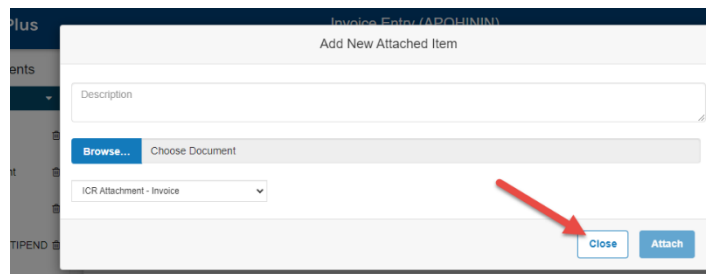 Plus
Invoice Entry (APOHININ)
Add New Attached Item
ents
Description
Browse... Choose Document
nt
ICR Attachment - Invoice
TIPEND
Close Attach